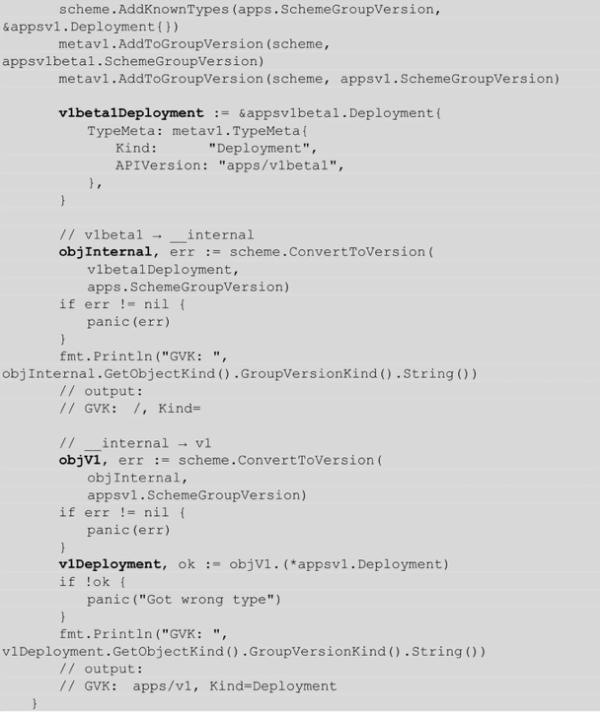 scheme.AddKnownTypes(apps.SchemeGroupVersion,
&appsv1.Deployment{})
metav1.AddToGroupVersion(scheme,
appsv1beta1.SchemeGroupVersion)
metav1.AddToGroupVersion(scheme, appsv1.SchemeGroupVersion)
v1beta1Deployment := &appsv1beta1.Deployment{
TypeMeta: metav1.TypeMeta{
Kind: "Deployment",
APIVersion: "apps/v1beta1",
},
}
// v1beta1 → __internal
objInternal, err := scheme.ConvertToVersion(
v1beta1Deployment,
apps.SchemeGroupVersion)
if err != nil {
panic(err)
}
fmt.Println("GVK: ",
objInternal.GetObjectKind().GroupVersionKind().String())
// output:
// GVK: /, Kind=
// __internal → v1
objV1, err := scheme.ConvertToVersion(
objInternal,
appsv1.SchemeGroupVersion)
if err != nil {
panic(err)
}
v1Deployment, ok := objV1.(*appsv1.Deployment)
if !ok {
panic("Got wrong type")
}
fmt.Println("GVK: ",
v1Deployment.GetObjectKind().GroupVersionKind().String())
// output:
// GVK: apps/v1, Kind=Deployment
}